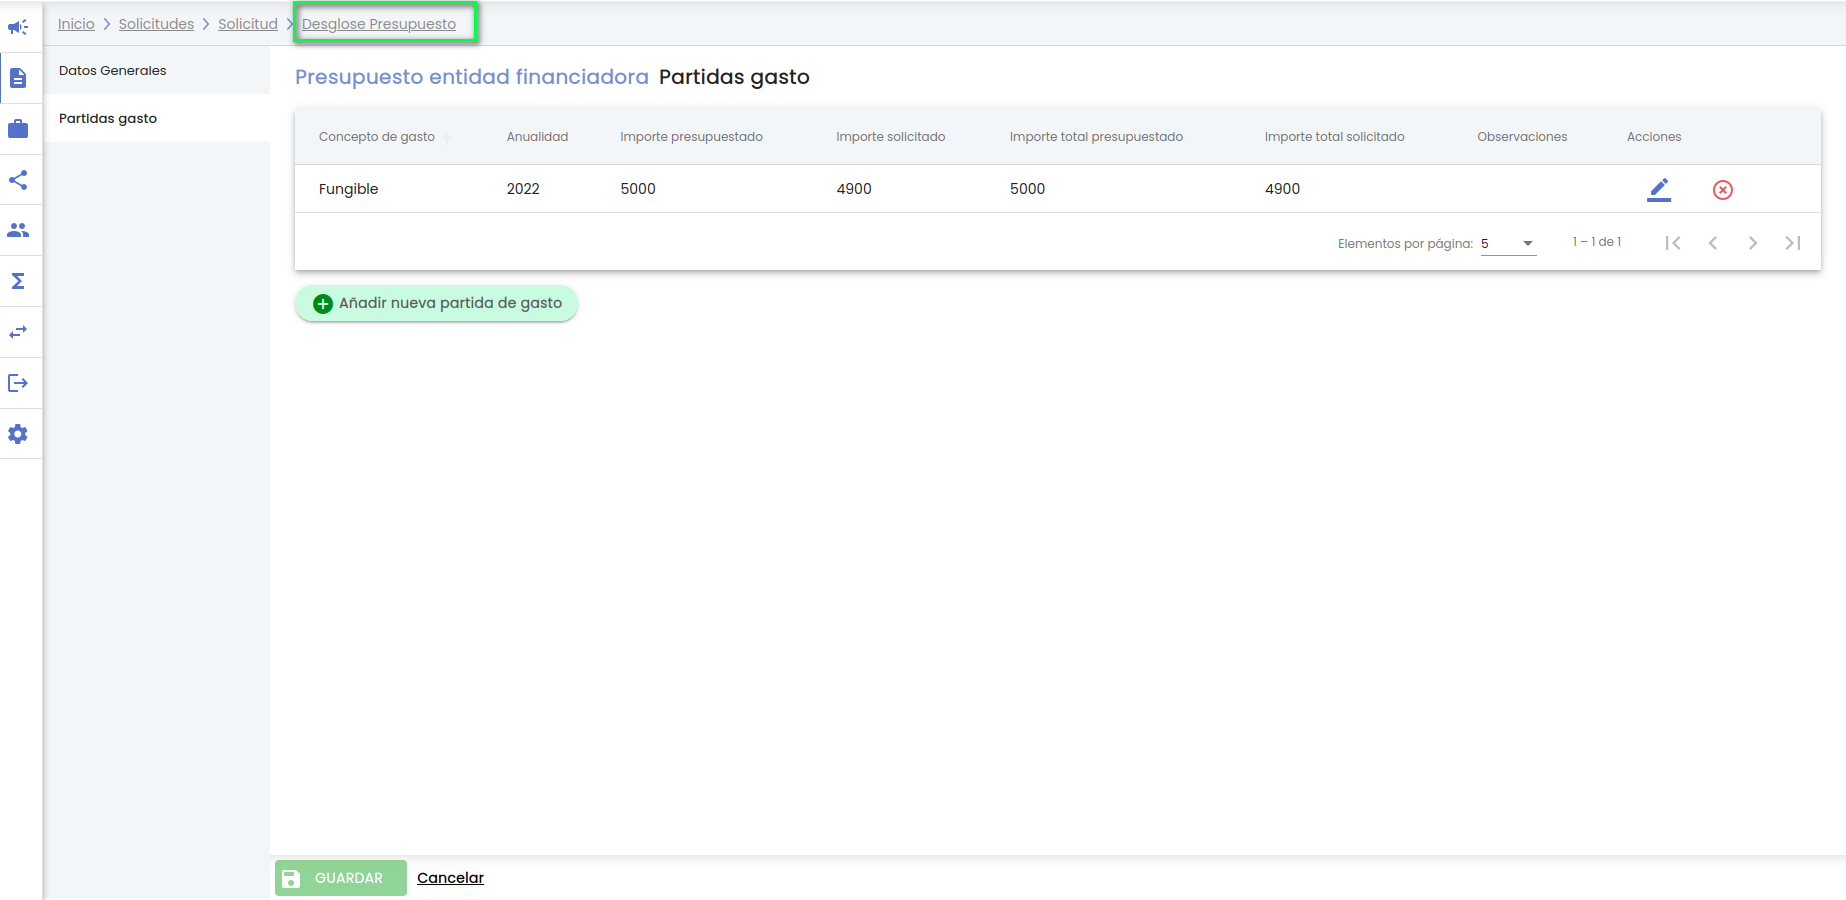 Inicio Solicitudes Solicitud Desglose Presupuesto
Datos Generales
Partidas gasto
Presupuesto entidad financiadora Partidas gasto
Concepto de gasto Anualidad Importe presupuestado Importe solicitado Importe total presupuestado Importe total solicitado Observaciones Acciones
Fungible 2022 5000 4900 5000 4900
Elementos por página: 5 1 – 1 de 1
Añadir nueva partida de gasto
GUARDAR Cancelar